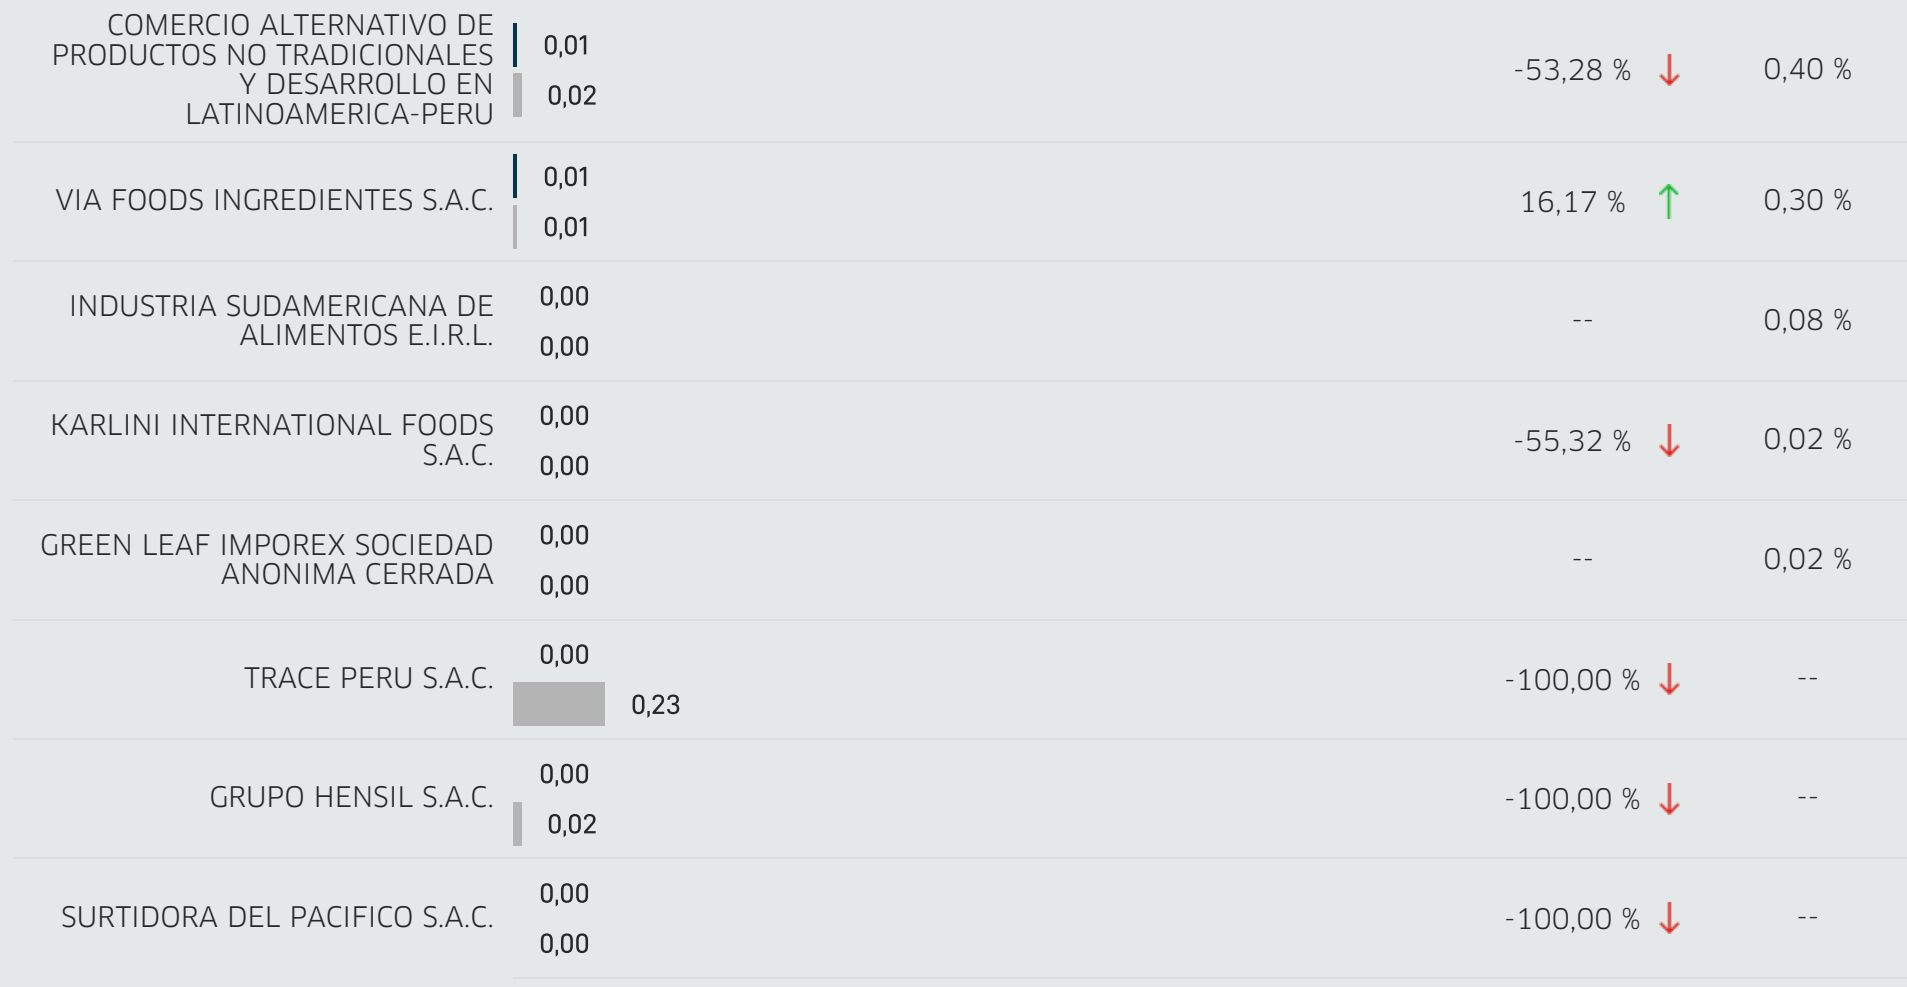 COMERCIO ALTERNATIVO DE
PRODUCTOS NO TRADICIONALES
Y DESARROLLO EN
LATINOAMERICA-PERU
0,01
0,02
-53,28 %
0,40 %
VIA FOODS INGREDIENTES S.A.C.
0,01
0,01
16,17 %
0,30 %
INDUSTRIA SUDAMERICANA DE
ALIMENTOS E.I.R.L.
0,00
0,00
--
0,08 %
KARLINI INTERNATIONAL FOODS
S.A.C.
0,00
0,00
-55,32 %
0,02 %
GREEN LEAF IMPOREX SOCIEDAD
ANONIMA CERRADA
0,00
0,00
--
0,02 %
TRACE PERU S.A.C.
0,00
0,23
-100,00 %
--
GRUPO HENSIL S.A.C.
0,00
0,02
-100,00 %
--
SURTIDORA DEL PACIFICO S.A.C.
0,00
0,00
-100,00 %
--